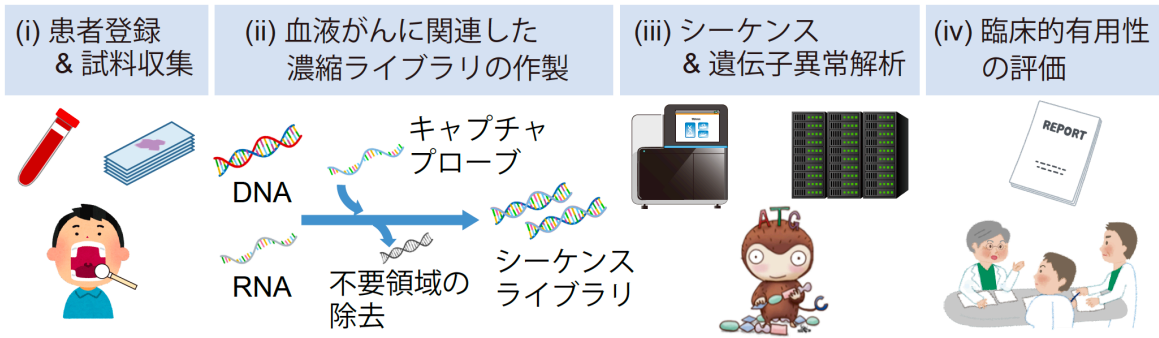 (i) 患者登録
& 試料収集
(ii) 血液がんに関連した
濃縮ライブラリの作製
(iii) シーケンス
& 遺伝子異常解析
(iv) 臨床的有用性
の評価
DNA
RNA
キャプチャ
プローブ
不要領域の
除去
シーケンス
ライブラリ
ATG
C
REPORT